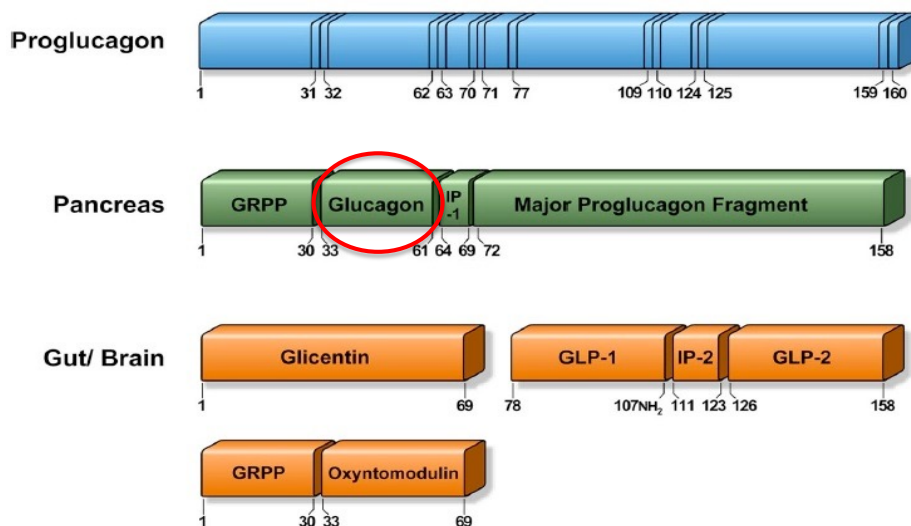 Proglucagon
1 31 32 62 63 70 71 77 109 110 124 125 159 160
Pancreas
GRPP Glucagon IP
-1 Major Proglucagon Fragment
1 30 33 61 64 69 72 158
Gut/ Brain
Glicentin GLP-1 IP-2 GLP-2
1 69 78 107NH₂ 111 123 126 158
GRPP Oxyntomodulin
1 30 33 69